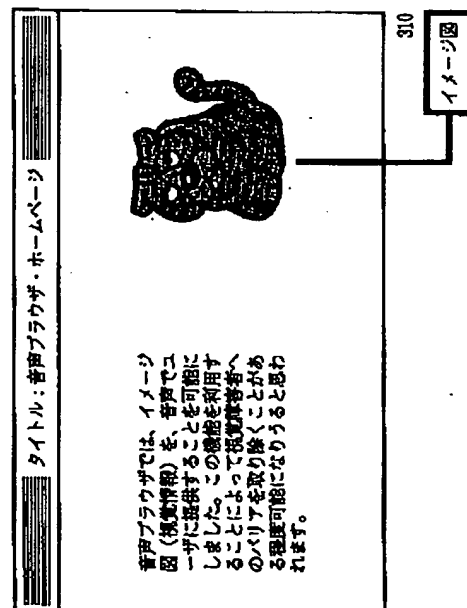 タイトル：音声ブラウザ・ホームページ
音声ブラウザでは、イメージ
図（視覚情報）を、音声でユ
ーザに提供することを可能に
しました。この機能を利用す
ることによって視覚障害者へ
のバリアを取り除くことがあ
る程度可能になりうると思わ
れます。
310
イメージ図